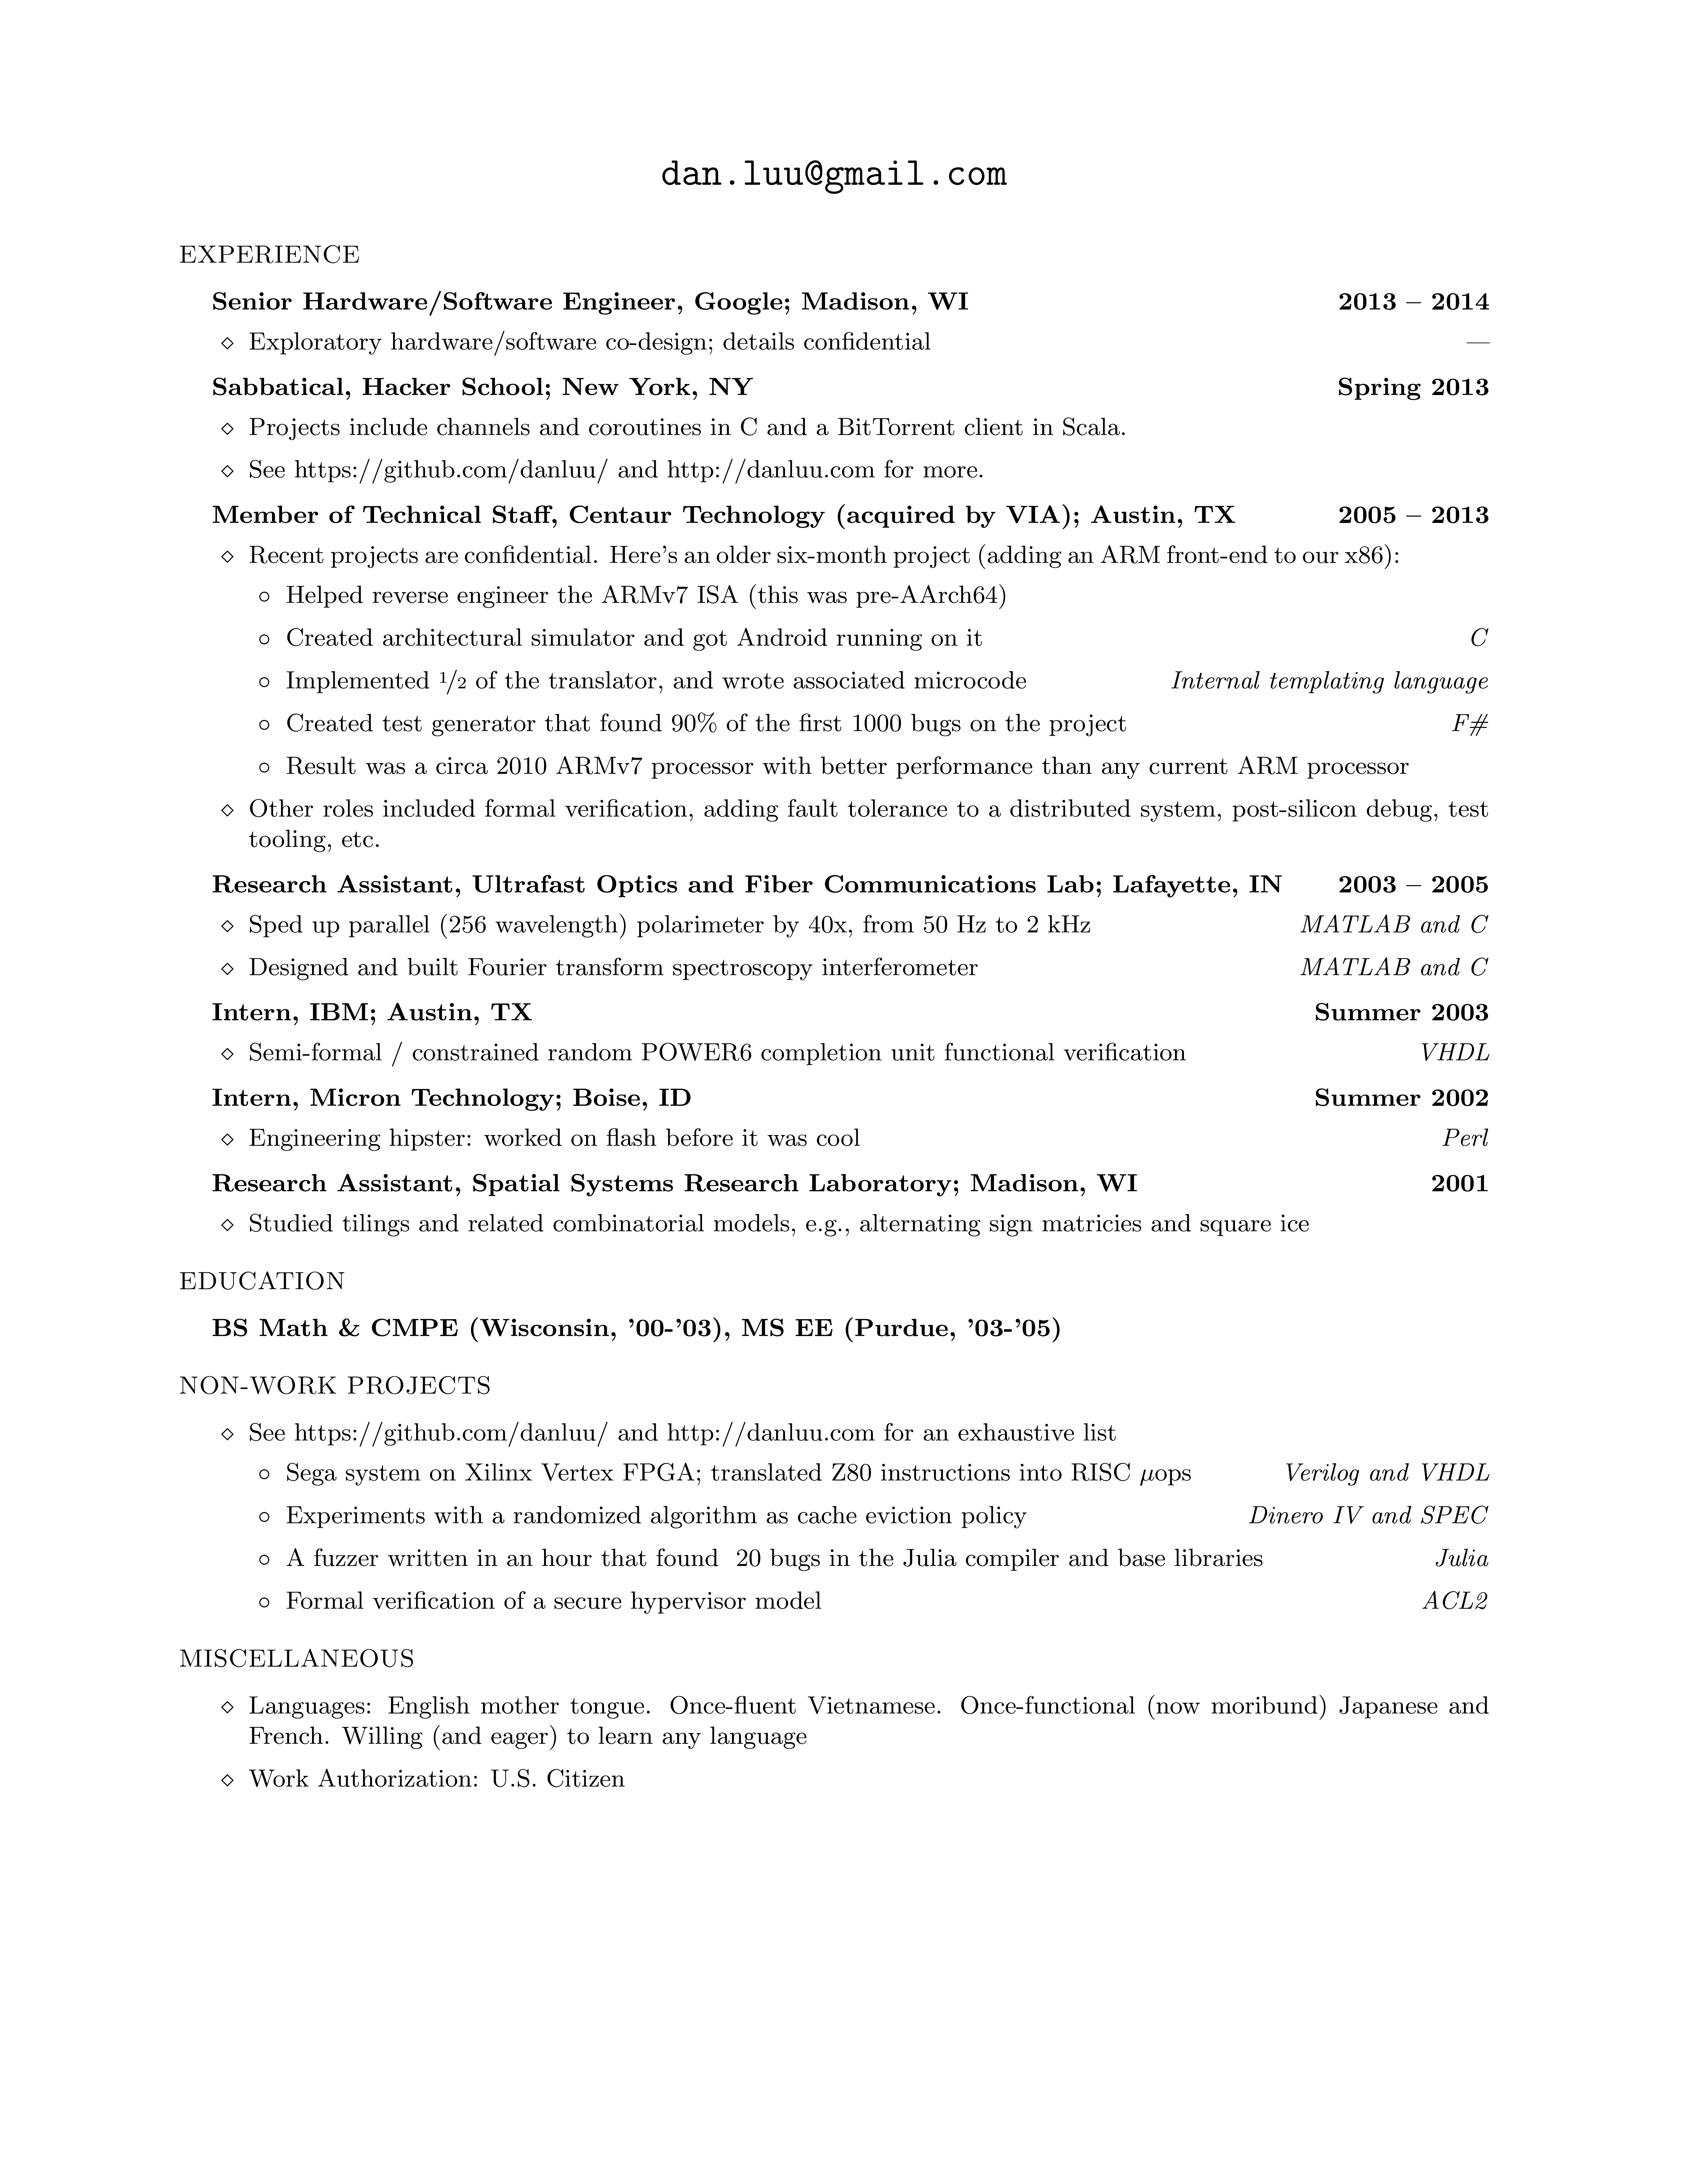 dan.luu@gmail.com
EXPERIENCE
Senior Hardware/Software Engineer, Google; Madison, WI 2013 – 2014
⋄ Exploratory hardware/software co-design; details confidential —
Sabbatical, Hacker School; New York, NY Spring 2013
⋄ Projects include channels and coroutines in C and a BitTorrent client in Scala.
⋄ See https://github.com/danluu/ and http://danluu.com for more.
Member of Technical Staff, Centaur Technology (acquired by VIA); Austin, TX 2005 – 2013
⋄ Recent projects are confidential. Here's an older six-month project (adding an ARM front-end to our x86):
○ Helped reverse engineer the ARMv7 ISA (this was pre-AArch64)
○ Created architectural simulator and got Android running on it C
○ Implemented 1/2 of the translator, and wrote associated microcode Internal templating language
○ Created test generator that found 90% of the first 1000 bugs on the project F#
○ Result was a circa 2010 ARMv7 processor with better performance than any current ARM processor
⋄ Other roles included formal verification, adding fault tolerance to a distributed system, post-silicon debug, test
tooling, etc.
Research Assistant, Ultrafast Optics and Fiber Communications Lab; Lafayette, IN 2003 – 2005
⋄ Sped up parallel (256 wavelength) polarimeter by 40x, from 50 Hz to 2 kHz MATLAB and C
⋄ Designed and built Fourier transform spectroscopy interferometer MATLAB and C
Intern, IBM; Austin, TX Summer 2003
⋄ Semi-formal / constrained random POWER6 completion unit functional verification VHDL
Intern, Micron Technology; Boise, ID Summer 2002
⋄ Engineering hipster: worked on flash before it was cool Perl
Research Assistant, Spatial Systems Research Laboratory; Madison, WI 2001
⋄ Studied tilings and related combinatorial models, e.g., alternating sign matricies and square ice
EDUCATION
BS Math & CMPE (Wisconsin, '00-'03), MS EE (Purdue, '03-'05)
NON-WORK PROJECTS
⋄ See https://github.com/danluu/ and http://danluu.com for an exhaustive list
○ Sega system on Xilinx Vertex FPGA; translated Z80 instructions into RISC μops Verilog and VHDL
○ Experiments with a randomized algorithm as cache eviction policy Dinero IV and SPEC
○ A fuzzer written in an hour that found 20 bugs in the Julia compiler and base libraries Julia
○ Formal verification of a secure hypervisor model ACL2
MISCELLANEOUS
⋄ Languages: English mother tongue. Once-fluent Vietnamese. Once-functional (now moribund) Japanese and
French. Willing (and eager) to learn any language
⋄ Work Authorization: U.S. Citizen